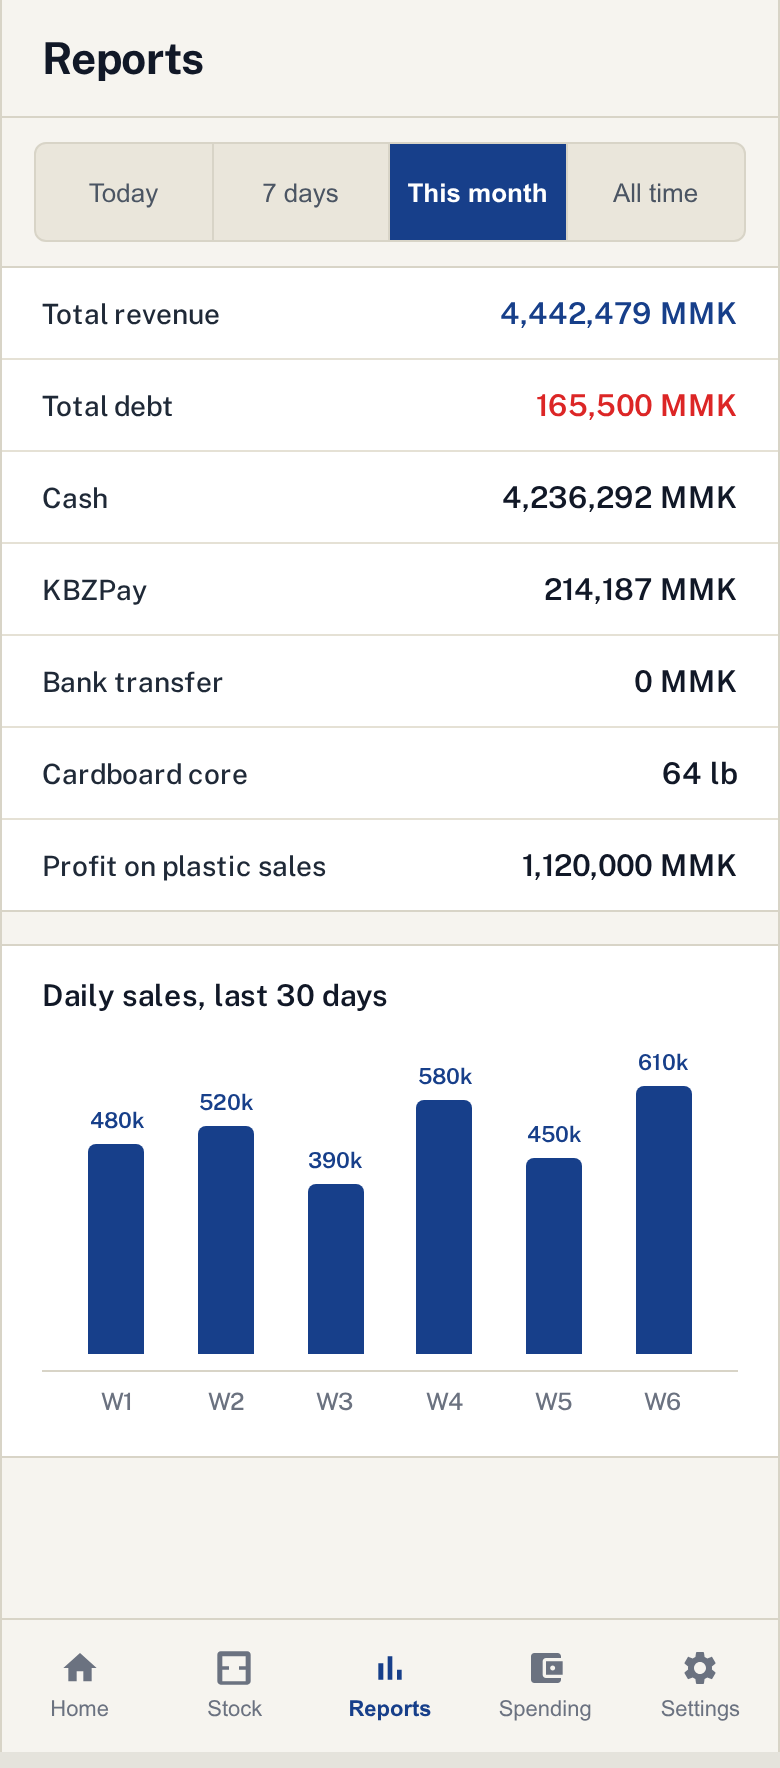 Reports
Today 7 days This month All time
Total revenue 4,442,479 MMK
Total debt 165,500 MMK
Cash 4,236,292 MMK
KBZPay 214,187 MMK
Bank transfer 0 MMK
Cardboard core 64 lb
Profit on plastic sales 1,120,000 MMK
Daily sales, last 30 days
480k 520k 390k 580k 450k 610k
W1 W2 W3 W4 W5 W6
Home Stock Reports Spending Settings